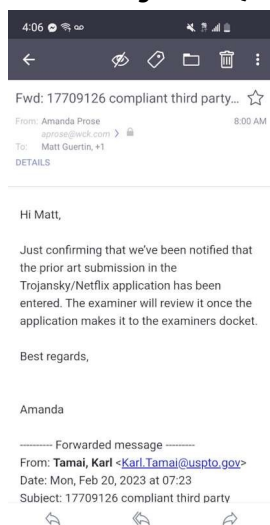 4:06
Fwd: 17709126 compliant third party...
From: Amanda Prose 8:00 AM
aprose@wck.com >
To: Matt Guertin, +1
DETAILS
Hi Matt,
Just confirming that we've been notified that
the prior art submission in the
Trojansky/Netflix application has been
entered. The examiner will review it once the
application makes it to the examiners docket.
Best regards,
Amanda
---------- Forwarded message ---------
From: Tamai, Karl <Karl.Tamai@uspto.gov>
Date: Mon, Feb 20, 2023 at 07:23
Subject: 17709126 compliant third party